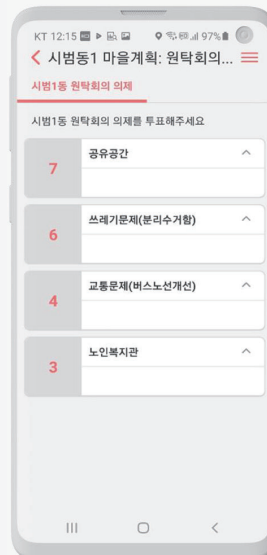 KT 12:15 97%
시범동1 마을계획: 원탁회의...
시범1동 원탁회의 의제
시범1동 원탁회의 의제를 투표해주세요
7 공유공간
6 쓰레기문제(분리수거함)
4 교통문제(버스노선개선)
3 노인복지관